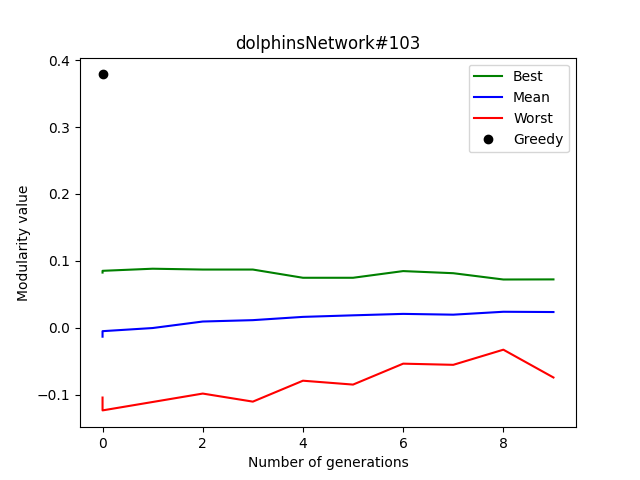 dolphinsNetwork#103
Modularity value
0.4
0.3
0.2
0.1
0.0
−0.1
0
2
4
6
8
Number of generations
Best
Mean
Worst
Greedy